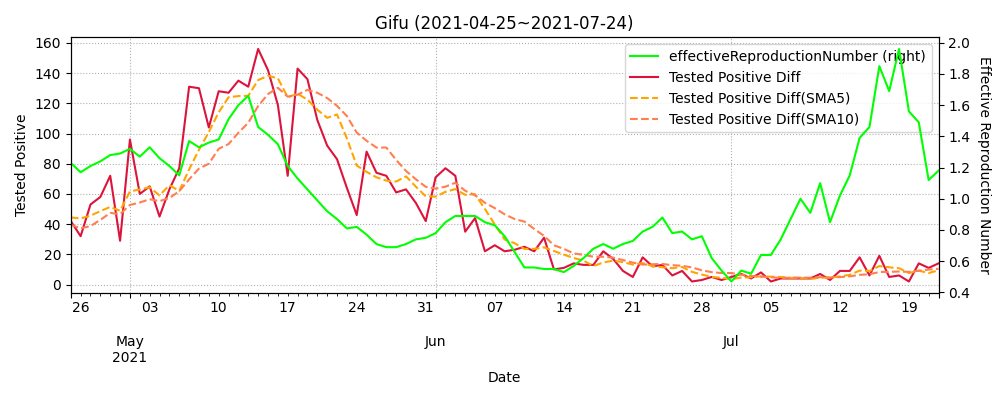 Gifu (2021-04-25~2021-07-24)
effectiveReproductionNumber (right)
Tested Positive Diff
Tested Positive Diff(SMA5)
Tested Positive Diff(SMA10)
Tested Positive
160
140
120
100
80
60
40
20
0
2.0
1.8
1.6
1.4
1.2
1.0
0.8
0.6
0.4
Effective Reproduction Number
26 03 10 17 24 31 07 14 21 28 05 12 19
May Jun Jul
2021
Date